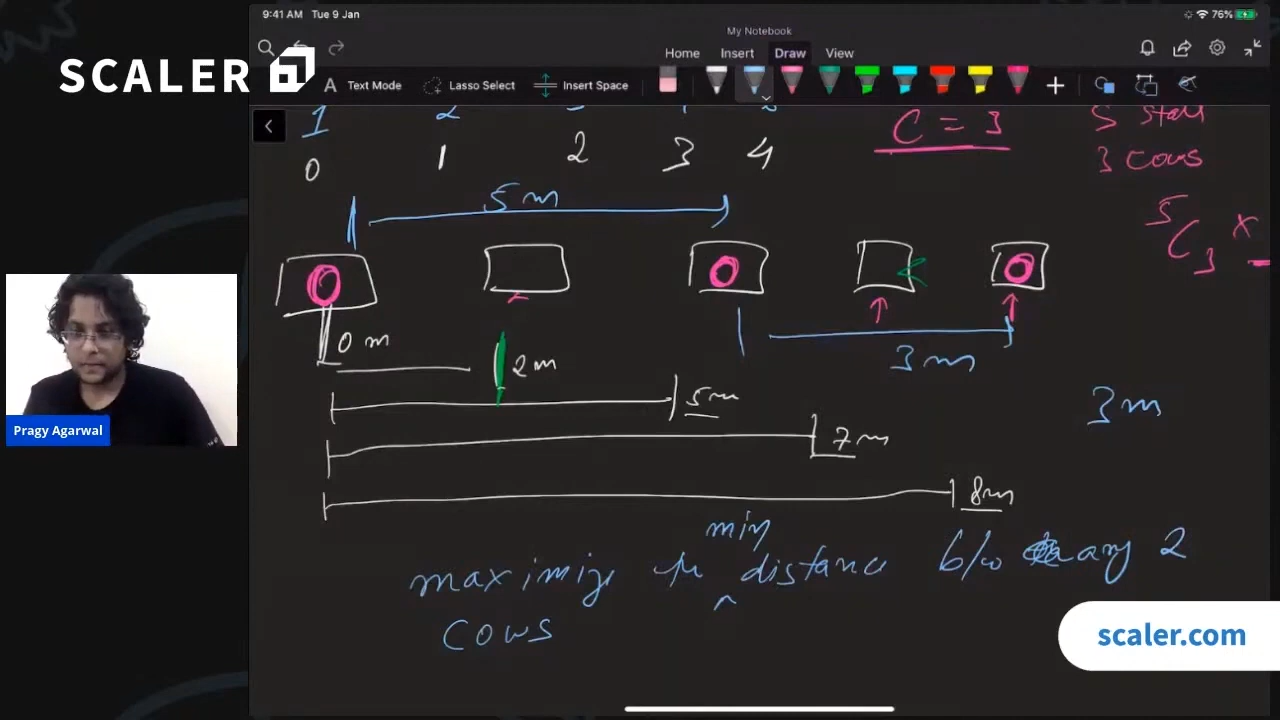 9:41 AM Tue 9 Jan
76%
My Notebook
SCALER
Home Insert Draw View
Text Mode Lasso Select Insert Space
1 2
C = 3
5 stall
0 1 2 3 4
3 cows
5m
5C3 x
0m
2m
3m
5m
3m
7m
8m
Pragy Agarwal
min
maximize the distance b/w any 2
^
cows
scaler.com